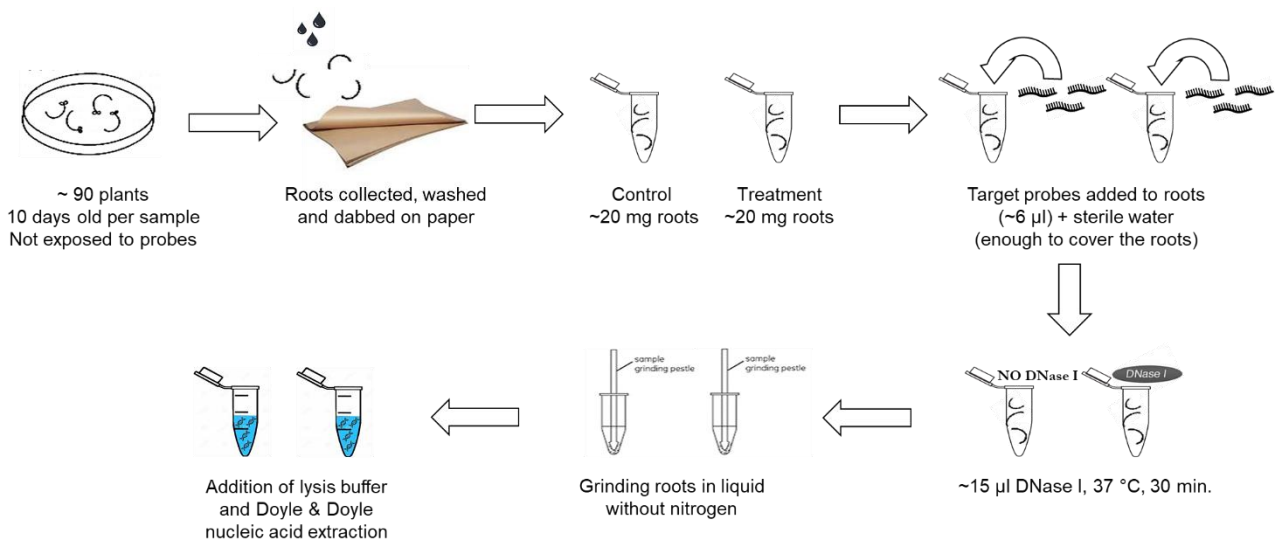 ~ 90 plants
10 days old per sample
Not exposed to probes
Roots collected, washed
and dabbed on paper
Control
~20 mg roots
Treatment
~20 mg roots
Target probes added to roots
(~6 µl) + sterile water
(enough to cover the roots)
NO DNase I
DNase I
~15 µl DNase I, 37 °C, 30 min.
sample
grinding pestle
sample
grinding pestle
Grinding roots in liquid
without nitrogen
Addition of lysis buffer
and Doyle & Doyle
nucleic acid extraction